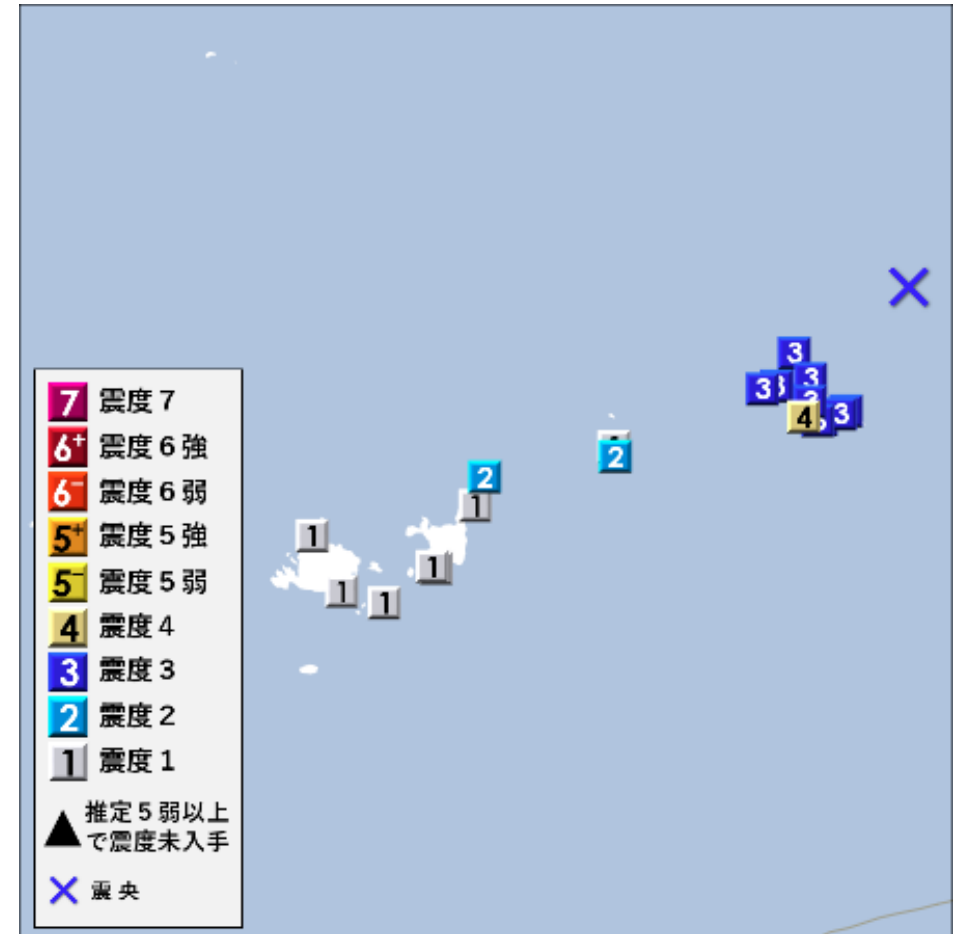 3
3
3
3
3
4
3
2
2
1
1
1
1
1
7 震度７
6+ 震度６強
6- 震度６弱
5+ 震度５強
5- 震度５弱
4 震度４
3 震度３
2 震度２
1 震度１
推定５弱以上
で震度未入手
震央